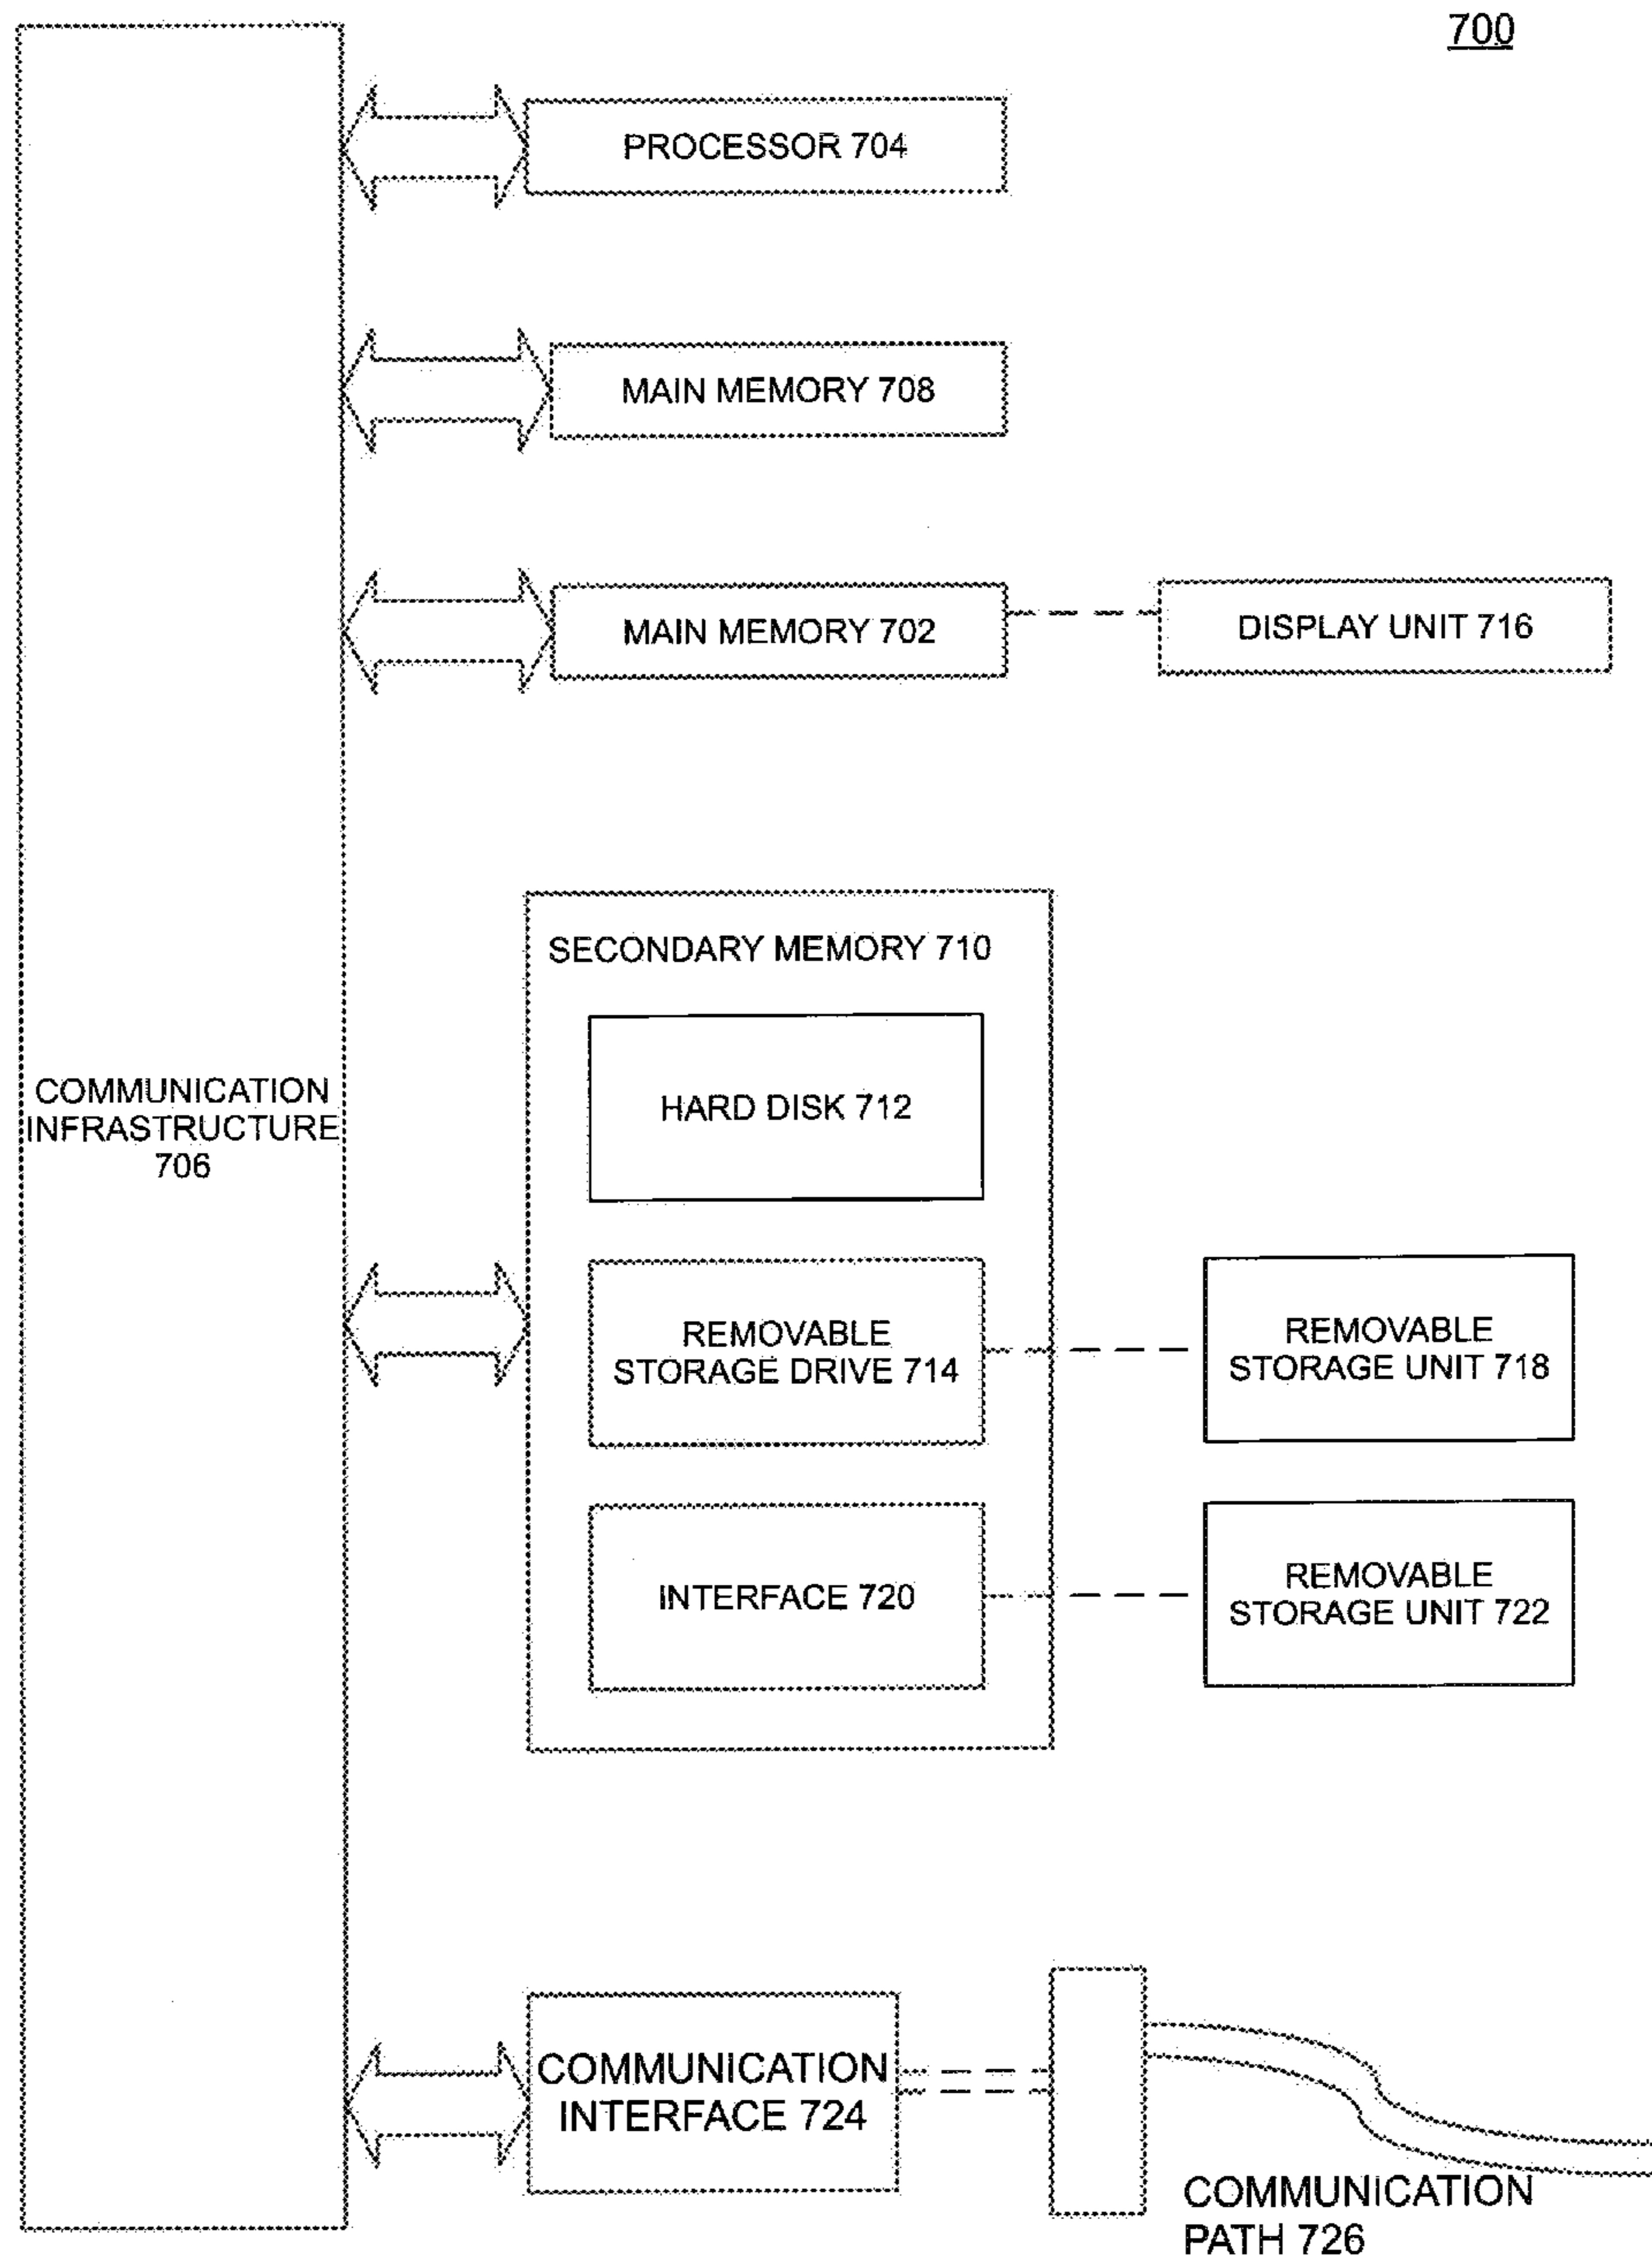 700
PROCESSOR 704
MAIN MEMORY 708
MAIN MEMORY 702
DISPLAY UNIT 716
SECONDARY MEMORY 710
HARD DISK 712
COMMUNICATION
INFRASTRUCTURE
706
REMOVABLE
STORAGE DRIVE 714
REMOVABLE
STORAGE UNIT 718
INTERFACE 720
REMOVABLE
STORAGE UNIT 722
COMMUNICATION
INTERFACE 724
COMMUNICATION
PATH 726